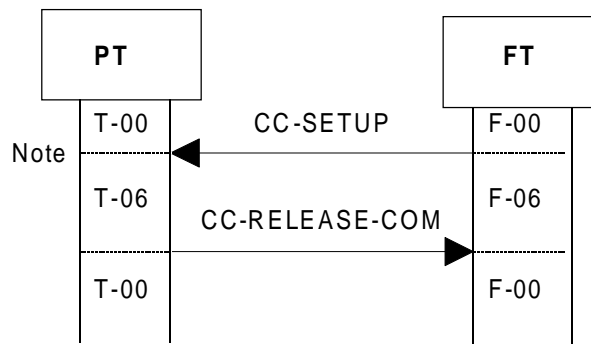 PT FT
T-00 CC-SETUP F-00
Note
T-06 F-06
CC-RELEASE-COM
T-00 F-00